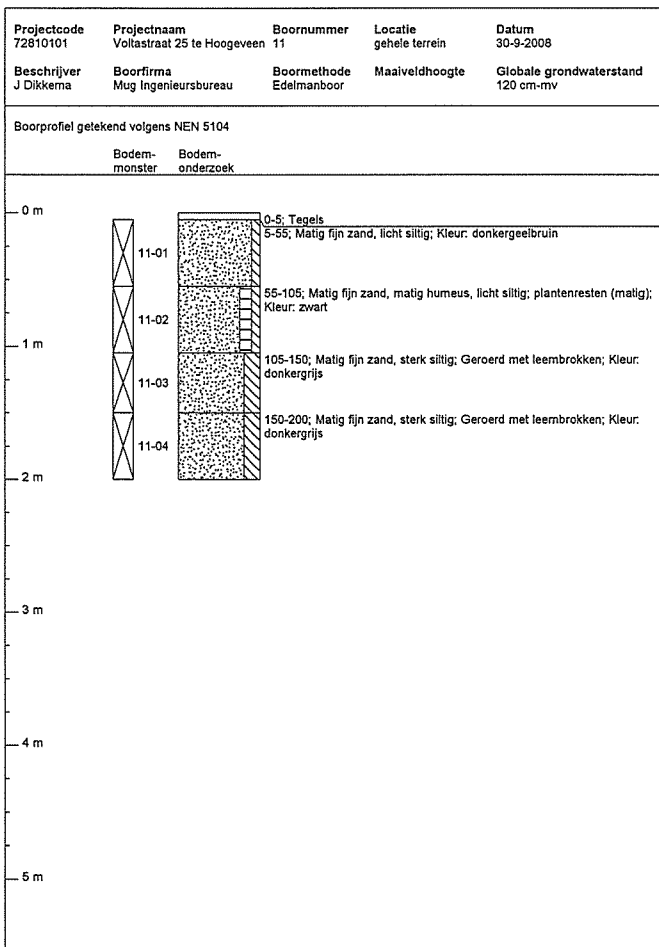 Projectcode Projectnaam Boornummer Locatie Datum
72810101 Voltastraat 25 te Hoogeveen 11 gehele terrein 30-9-2008
Beschrijver Boorfirma Boormethode Maaiveldhoogte Globale grondwaterstand
J Dikkema Mug Ingenieursbureau Edelmanboor 120 cm-mv
Boorprofiel getekend volgens NEN 5104
Bodem- Bodem-
monster onderzoek
0 m
0-5; Tegels
5-55; Matig fijn zand, licht siltig; Kleur: donkergeelbruin
11-01
55-105; Matig fijn zand, matig humeus, licht siltig; plantenresten (matig);
Kleur: zwart
11-02
1 m
105-150; Matig fijn zand, sterk siltig; Geroerd met leembrokken; Kleur:
donkergrijs
11-03
150-200; Matig fijn zand, sterk siltig; Geroerd met leembrokken; Kleur:
donkergrijs
11-04
2 m
3 m
4 m
5 m